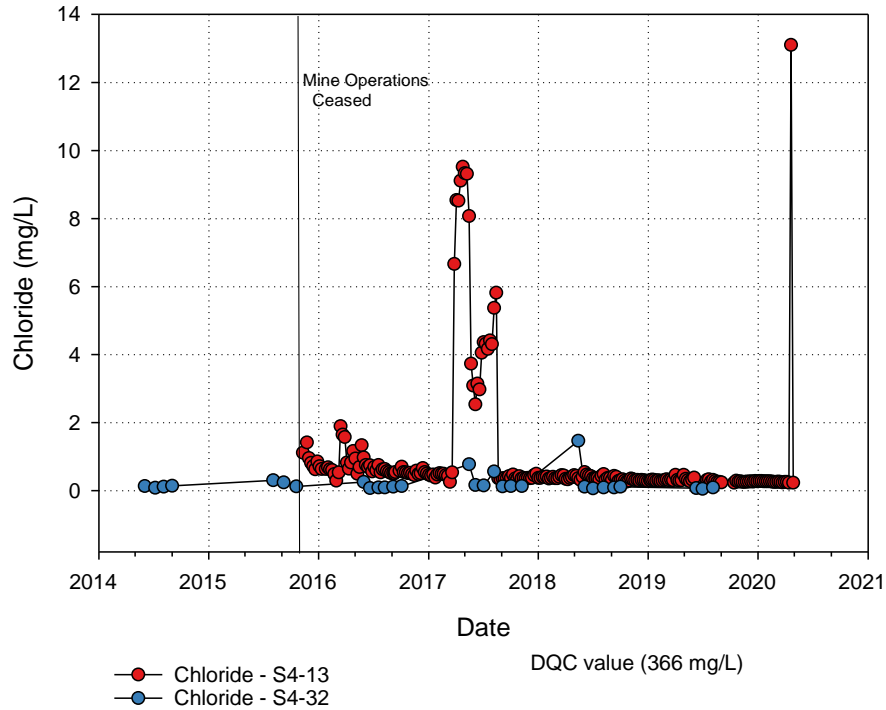 14
12
10
8
6
4
2
0
Chloride (mg/L)
Mine Operations
Ceased
2014 2015 2016 2017 2018 2019 2020 2021
Date
DQC value (366 mg/L)
Chloride - S4-13
Chloride - S4-32